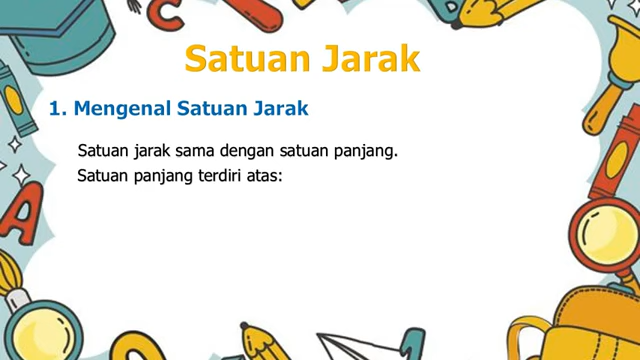 Satuan Jarak
1. Mengenal Satuan Jarak
Satuan jarak sama dengan satuan panjang.
Satuan panjang terdiri atas: